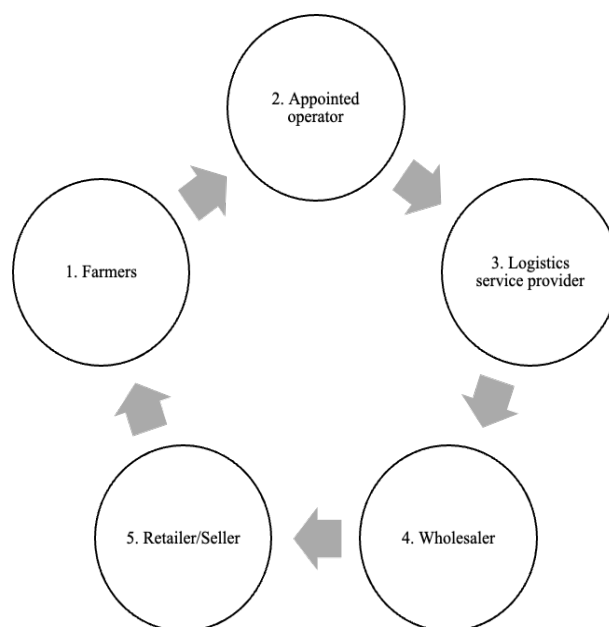 1. Farmers
2. Appointed
operator
3. Logistics
service provider
4. Wholesaler
5. Retailer/Seller